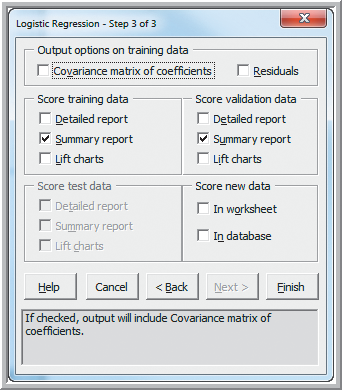 Logistic Regression - Step 3 of 3
Output options on training data
Covariance matrix of coefficients
Residuals
Score training data
Detailed report
Summary report
Lift charts
Score validation data
Detailed report
Summary report
Lift charts
Score test data
Detailed report
Summary report
Lift charts
Score new data
In worksheet
In database
Help
Cancel
< Back
Next >
Finish
If checked, output will include Covariance matrix of
coefficients.